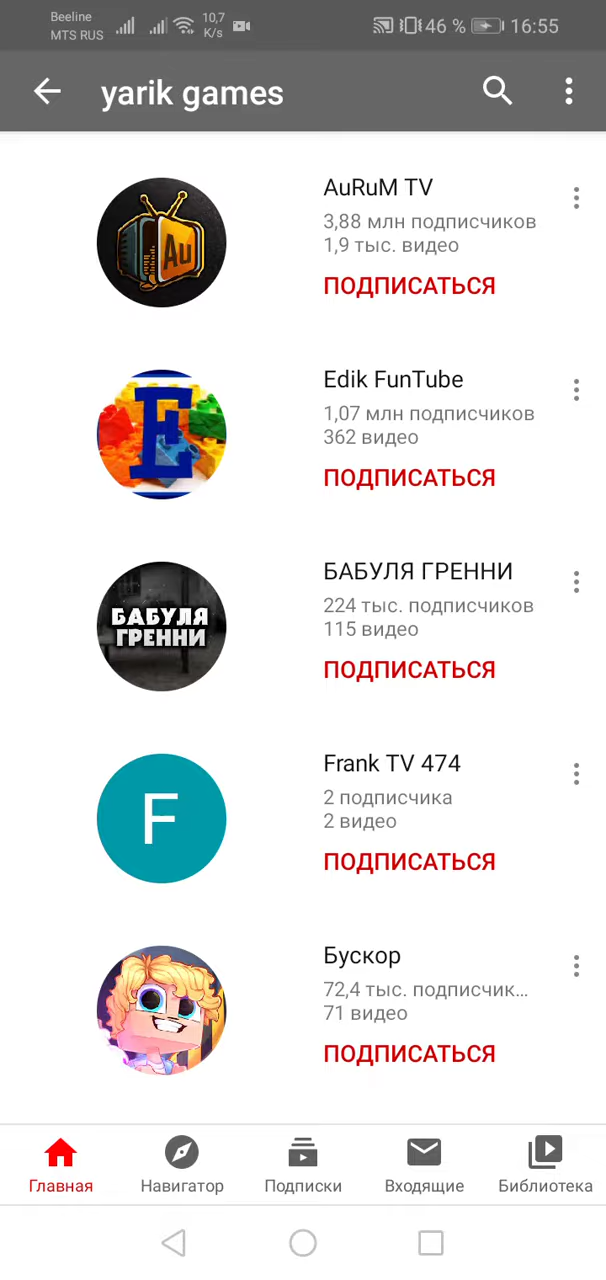 Beeline
MTS RUS
10,7
K/s
46 %
16:55
yarik games
Au
AuRuM TV
3,88 млн подписчиков
1,9 тыс. видео
ПОДПИСАТЬСЯ
E
Edik FunTube
1,07 млн подписчиков
362 видео
ПОДПИСАТЬСЯ
БАБУЛЯ
ГРЕННИ
БАБУЛЯ ГРЕННИ
224 тыс. подписчиков
115 видео
ПОДПИСАТЬСЯ
F
Frank TV 474
2 подписчика
2 видео
ПОДПИСАТЬСЯ
Бускор
72,4 тыс. подписчик...
71 видео
ПОДПИСАТЬСЯ
Главная
Навигатор
Подписки
Входящие
Библиотека